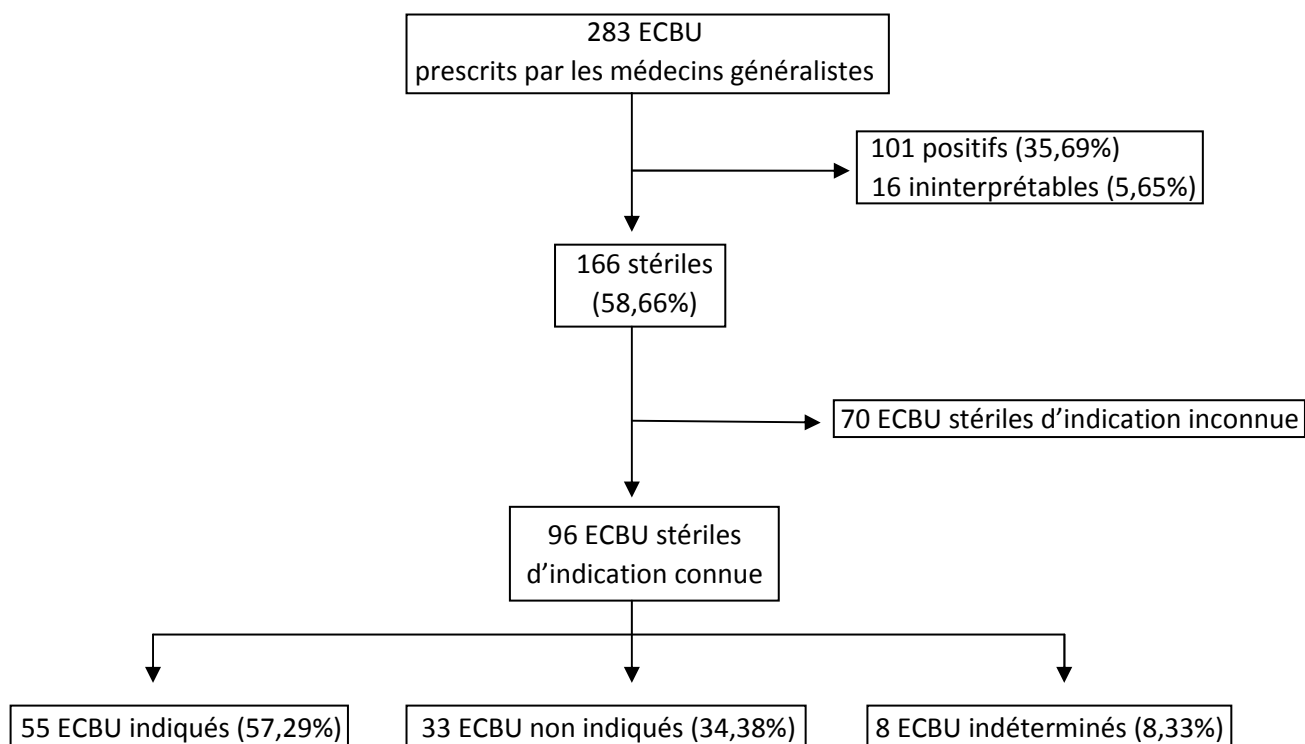 283 ECBU
prescrits par les médecins généralistes
101 positifs (35,69%)
16 ininterprétables (5,65%)
166 stériles
(58,66%)
70 ECBU stériles d’indication inconnue
96 ECBU stériles
d’indication connue
55 ECBU indiqués (57,29%)
33 ECBU non indiqués (34,38%)
8 ECBU indéterminés (8,33%)